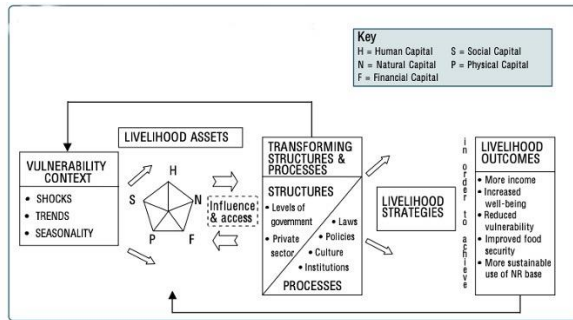 Key
H = Human Capital
S = Social Capital
N = Natural Capital
P = Physical Capital
F = Financial Capital
LIVELIHOOD ASSETS
VULNERABILITY
CONTEXT
• SHOCKS
• TRENDS
• SEASONALITY
H
S
N
P
F
Influence
& access
TRANSFORMING
STRUCTURES &
PROCESSES
STRUCTURES
• Levels of
government
• Private
sector
• Laws
• Policies
• Culture
• Institutions
PROCESSES
LIVELIHOOD
STRATEGIES
in order to achieve
LIVELIHOOD
OUTCOMES
• More income
• Increased
well-being
• Reduced
vulnerability
• Improved food
security
• More sustainable
use of NR base